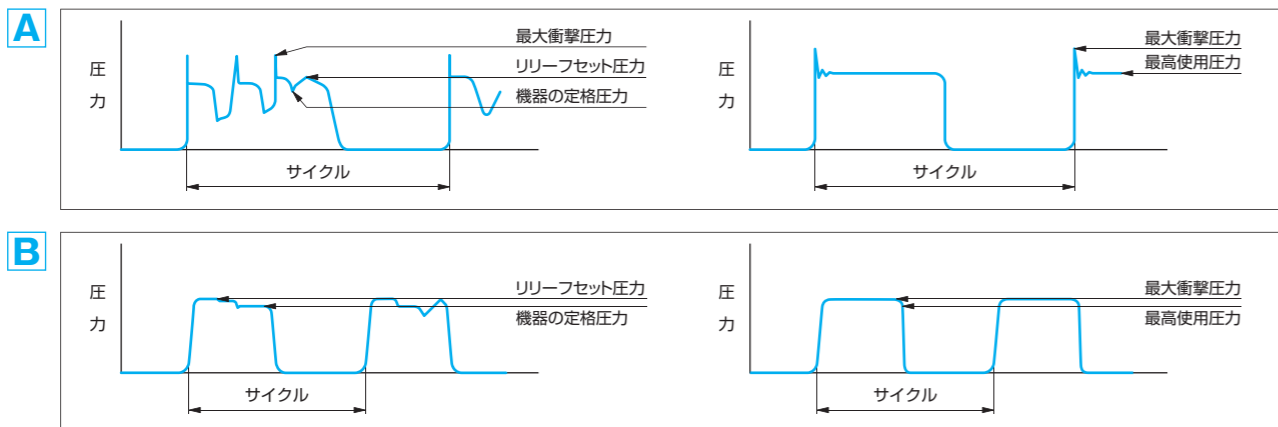 A
圧力
最大衝撃圧力
リリーフセット圧力
機器の定格圧力
サイクル
圧力
最大衝撃圧力
最高使用圧力
サイクル
B
圧力
リリーフセット圧力
機器の定格圧力
サイクル
圧力
最大衝撃圧力
最高使用圧力
サイクル